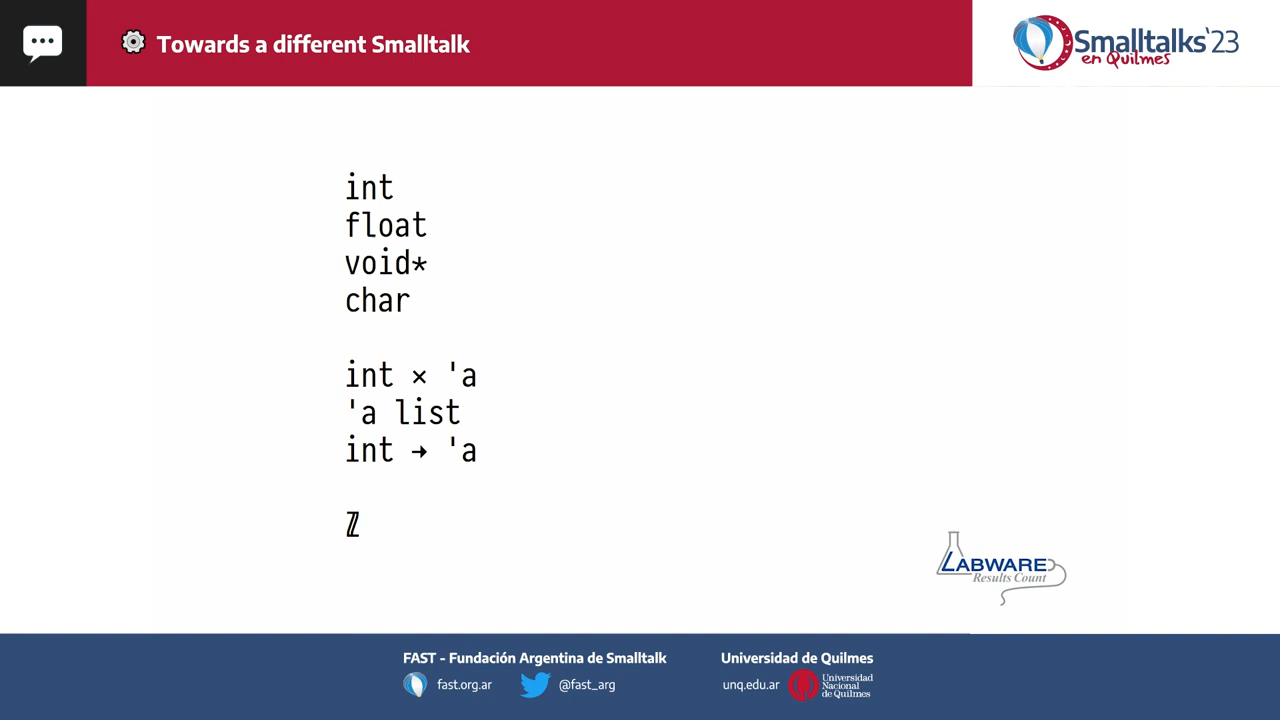 Towards a different Smalltalk
Smalltalks'23
en Quilmes
int
float
void*
char
int × 'a
'a list
int → 'a
ℤ
LABWARE
Results Count
FAST - Fundación Argentina de Smalltalk
fast.org.ar
@fast_arg
Universidad de Quilmes
unq.edu.ar
Universidad
Nacional
de Quilmes